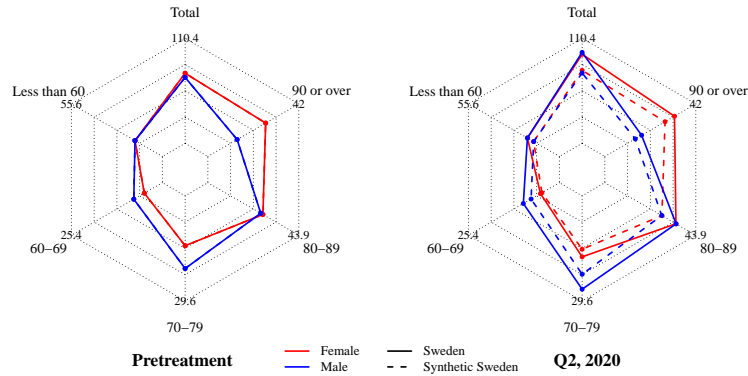 Total
110.4
Less than 60
55.6
90 or over
42
60–69
25.4
43.9
80–89
29.6
70–79
Pretreatment
Total
110.4
Less than 60
55.6
90 or over
42
60–69
25.4
43.9
80–89
29.6
70–79
Q2, 2020
Female
Male
Sweden
Synthetic Sweden